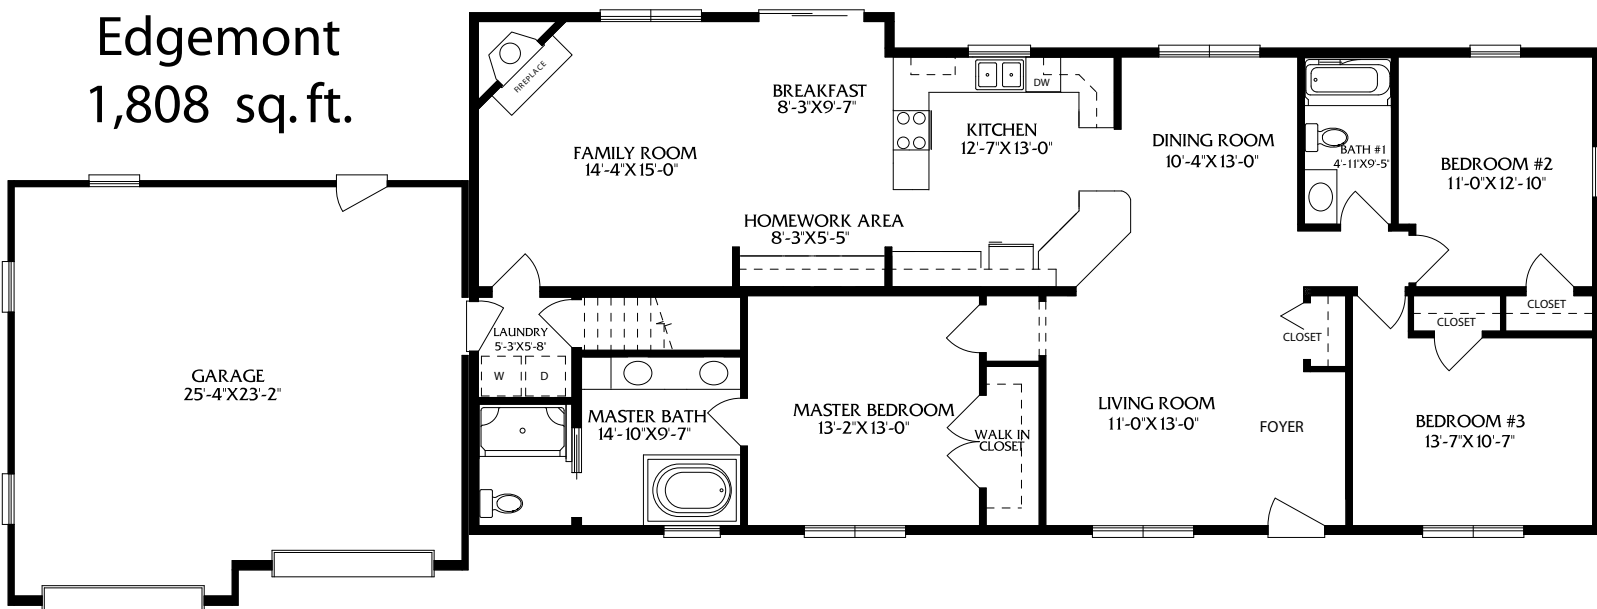 Edgemont
1,808 sq. ft.
FIREPLACE
BREAKFAST
8'-3"X9'-7"
DW
KITCHEN
12'-7"X13'-0"
DINING ROOM
10'-4"X13'-0"
BATH #1
4'-11"X9'-5"
BEDROOM #2
11'-0"X12'-10"
FAMILY ROOM
14'-4"X15'-0"
HOMEWORK AREA
8'-3"X5'-5"
LAUNDRY
5'-3"X5'-8'
W
D
CLOSET
CLOSET
CLOSET
GARAGE
25'-4"X23'-2"
MASTER BATH
14'-10"X9'-7"
MASTER BEDROOM
13'-2"X13'-0"
WALK IN
CLOSET
LIVING ROOM
11'-0"X13'-0"
FOYER
BEDROOM #3
13'-7"X10'-7"